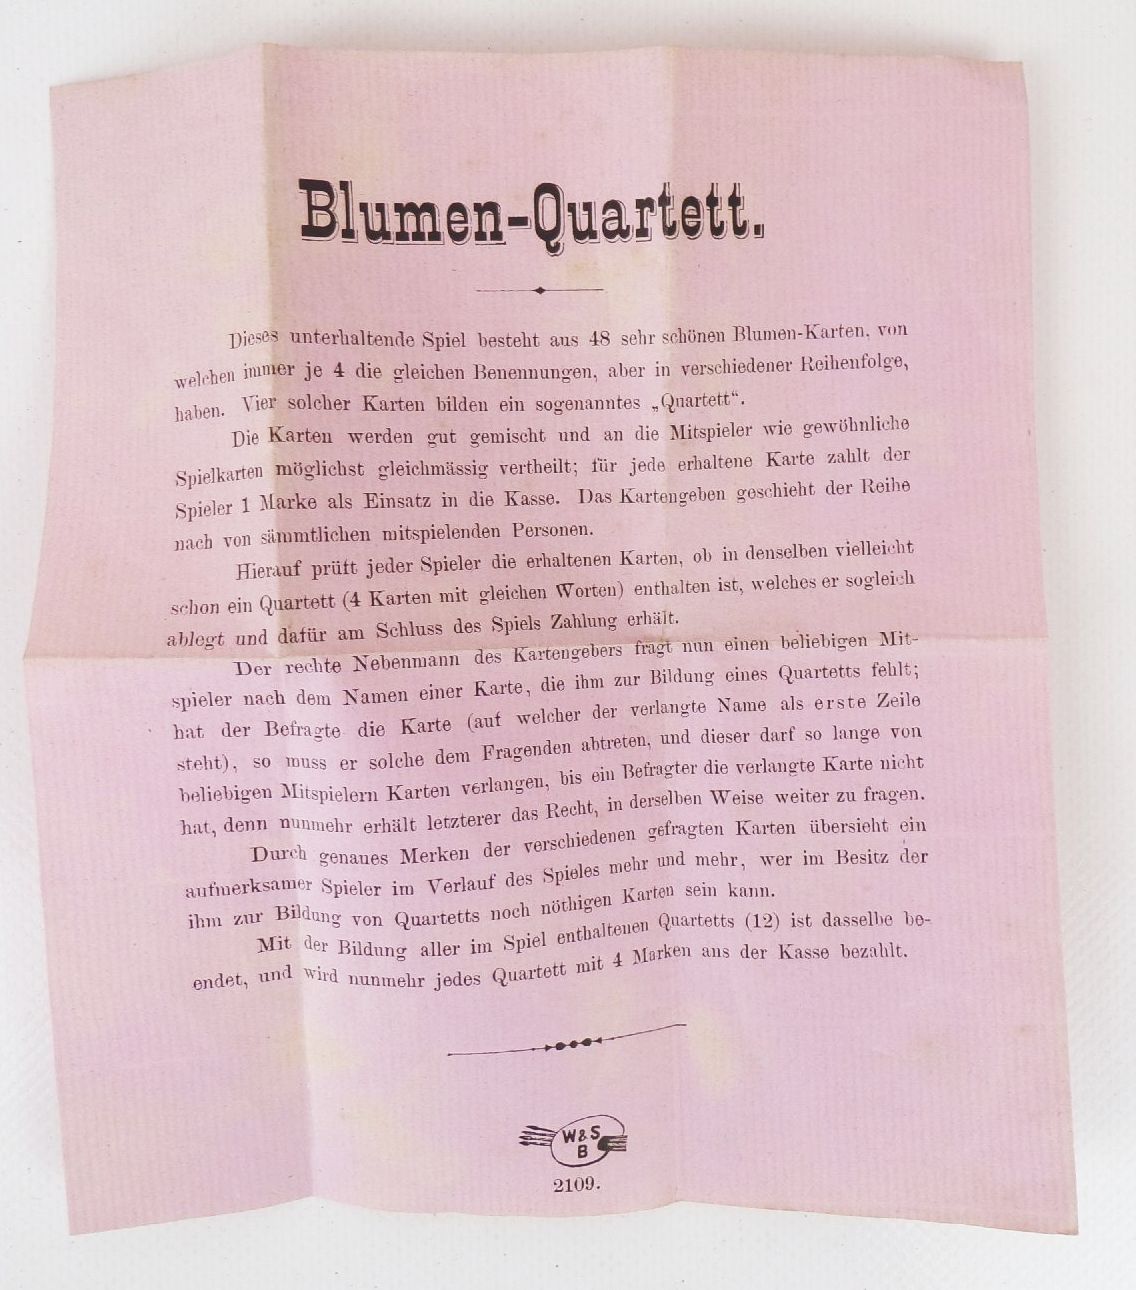 Blumen-Quartett.
Dieses unterhaltende Spiel besteht aus 48 sehr schönen Blumen-Karten, von
welchen immer je 4 die gleichen Benennungen, aber in verschiedener Reihenfolge,
haben. Vier solcher Karten bilden ein sogenanntes „Quartett“.
Die Karten werden gut gemischt und an die Mitspieler wie gewöhnliche
Spielkarten möglichst gleichmässig vertheilt; für jede erhaltene Karte zahlt der
Spieler 1 Marke als Einsatz in die Kasse. Das Kartengeben geschieht der Reihe
nach von sämmtlichen mitspielenden Personen.
Hierauf prüft jeder Spieler die erhaltenen Karten, ob in denselben vielleicht
schon ein Quartett (4 Karten mit gleichen Worten) enthalten ist, welches er sogleich
ablegt und dafür am Schluss des Spiels Zahlung erhält.
Der rechte Nebenmann des Kartengebers frägt nun einen beliebigen Mit-
spieler nach dem Namen einer Karte, die ihm zur Bildung eines Quartetts fehlt;
hat der Befragte die Karte (auf welcher der verlangte Name als erste Zeile
steht), so muss er solche dem Fragenden abtreten, und dieser darf so lange von
beliebigen Mitspielern Karten verlangen, bis ein Befragter die verlangte Karte nicht
hat, denn nunmehr erhält letzterer das Recht, in derselben Weise weiter zu fragen.
Durch genaues Merken der verschiedenen gefragten Karten übersieht ein
aufmerksamer Spieler im Verlauf des Spieles mehr und mehr, wer im Besitz der
ihm zur Bildung von Quartetts noch nöthigen Karten sein kann.
Mit der Bildung aller im Spiel enthaltenen Quartetts (12) ist dasselbe be-
endet, und wird nunmehr jedes Quartett mit 4 Marken aus der Kasse bezahlt.
W & S
B
2109.